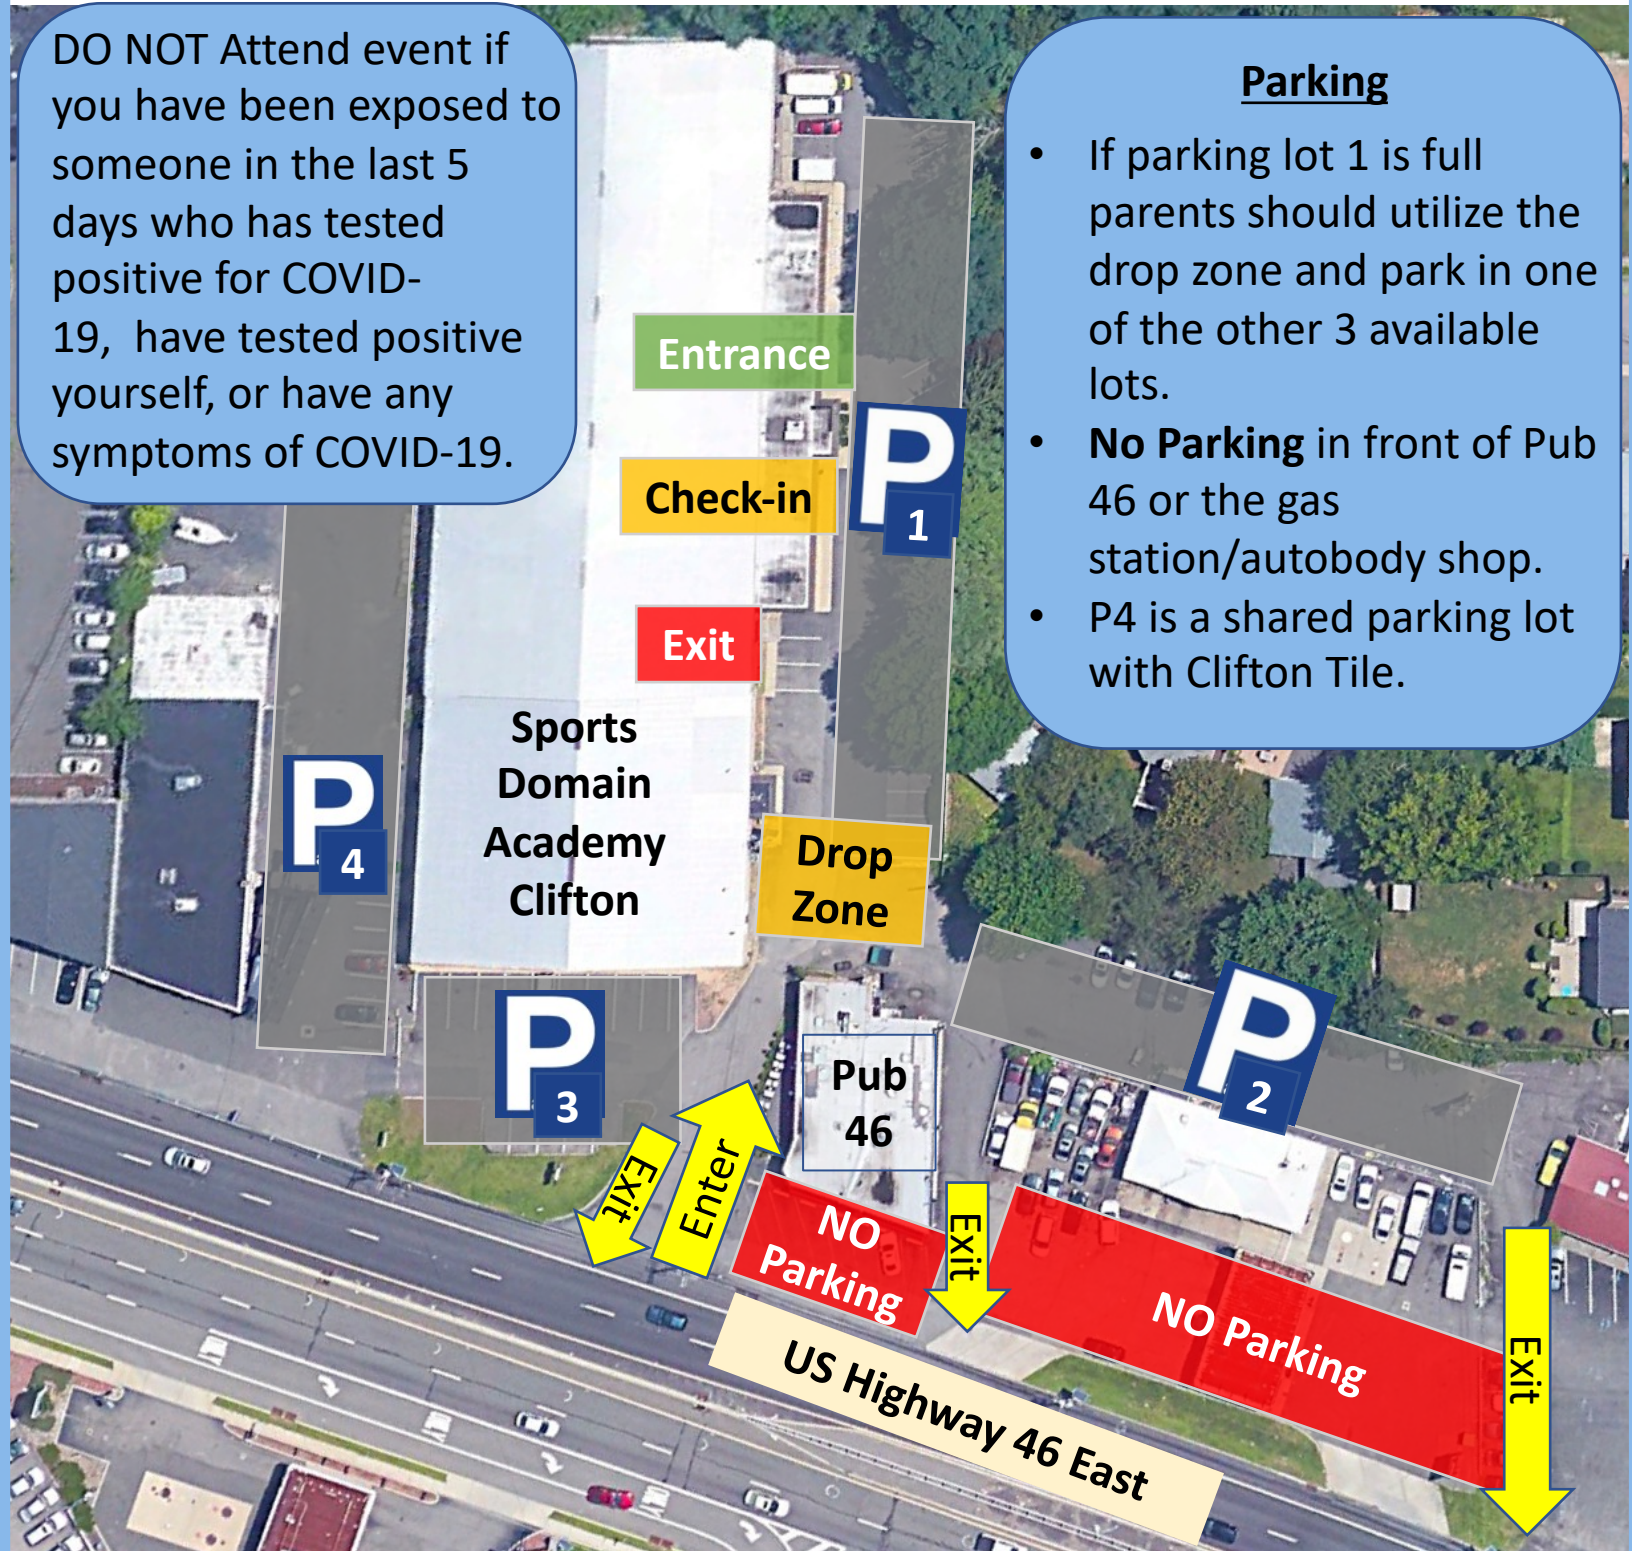 DO NOT Attend event if
you have been exposed to
someone in the last 5
days who has tested
positive for COVID-
19,  have tested positive
yourself, or have any
symptoms of COVID-19.
Parking
• If parking lot 1 is full
parents should utilize the
drop zone and park in one
of the other 3 available
lots.
• No Parking in front of Pub
46 or the gas
station/autobody shop.
• P4 is a shared parking lot
with Clifton Tile.
Entrance
Check-in
Exit
P
1
Sports
Domain
Academy
Clifton
P
4
Drop
Zone
P
3
P
2
Pub
46
Exit
Enter
NO
Parking
Exit
NO Parking
Exit
US Highway 46 East